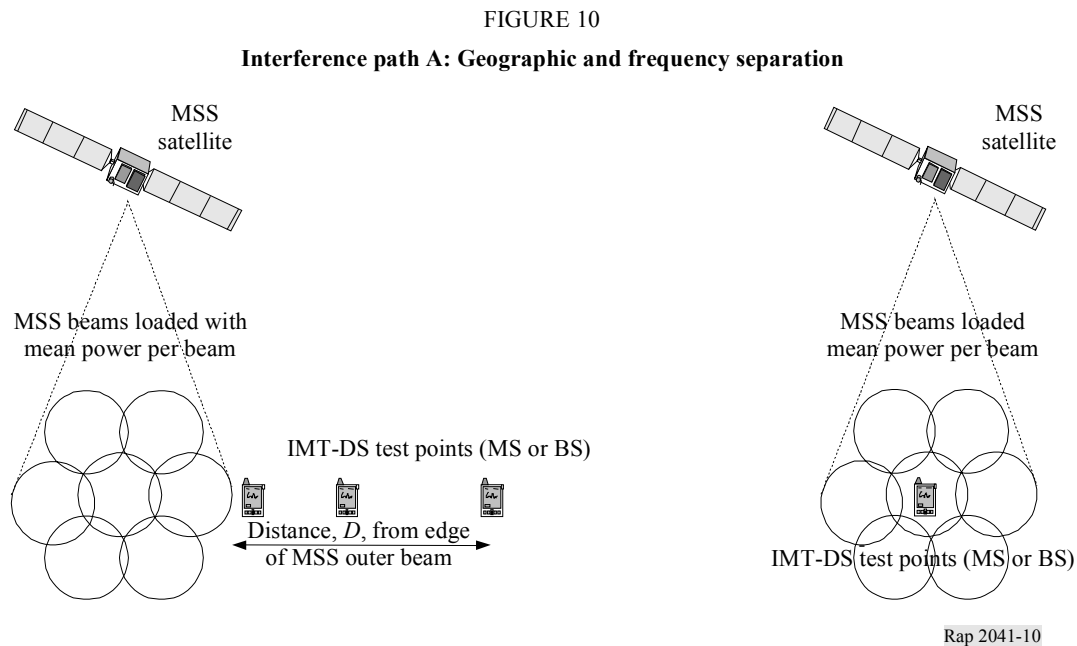 FIGURE 10
Interference path A: Geographic and frequency separation
MSS
satellite
MSS
satellite
MSS beams loaded with
mean power per beam
MSS beams loaded
mean power per beam
IMT-DS test points (MS or BS)
Distance, D, from edge
of MSS outer beam
IMT-DS test points (MS or BS)
Rap 2041-10